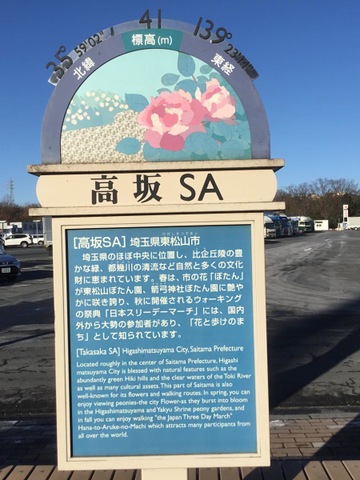 41
標高(m)
北緯 35°59'02"
東経 139°
高坂 SA
[高坂SA] 埼玉県東松山市
埼玉県のほぼ中央に位置し、比企丘陵の豊
かな緑、都幾川の清流など自然と多くの文化
財に恵まれています。春は、市の花「ぼたん」
が東松山ぼたん園、箭弓神社ぼたん園に艶や
かに咲き誇り、秋に開催されるウォーキング
の祭典「日本スリーデーマーチ」には、国内
外から大勢の参加者があり、「花と歩けのま
ち」として知られています。
[Takasaka SA] Higashimatsuyama City, Saitama Prefecture
Located roughly in the center of Saitama Prefecture, Higashi
matsuyama City is blessed with natural features such as the
abundantly green Hiki hills and the clear waters of the Toki River
as well as many cultural assets. This part of Saitama is also
well-known for its flowers and walking routes. In spring, you can
enjoy viewing peonies-the city Flower-as they burst into bloom
in the Higashimatsuyama and Yakyu Shrine peony gardens, and
in fall you can enjoy walking "the Japan Three Day March"
Hana-to-Aruke-no-Machi which attracts many participants from
all over the world.